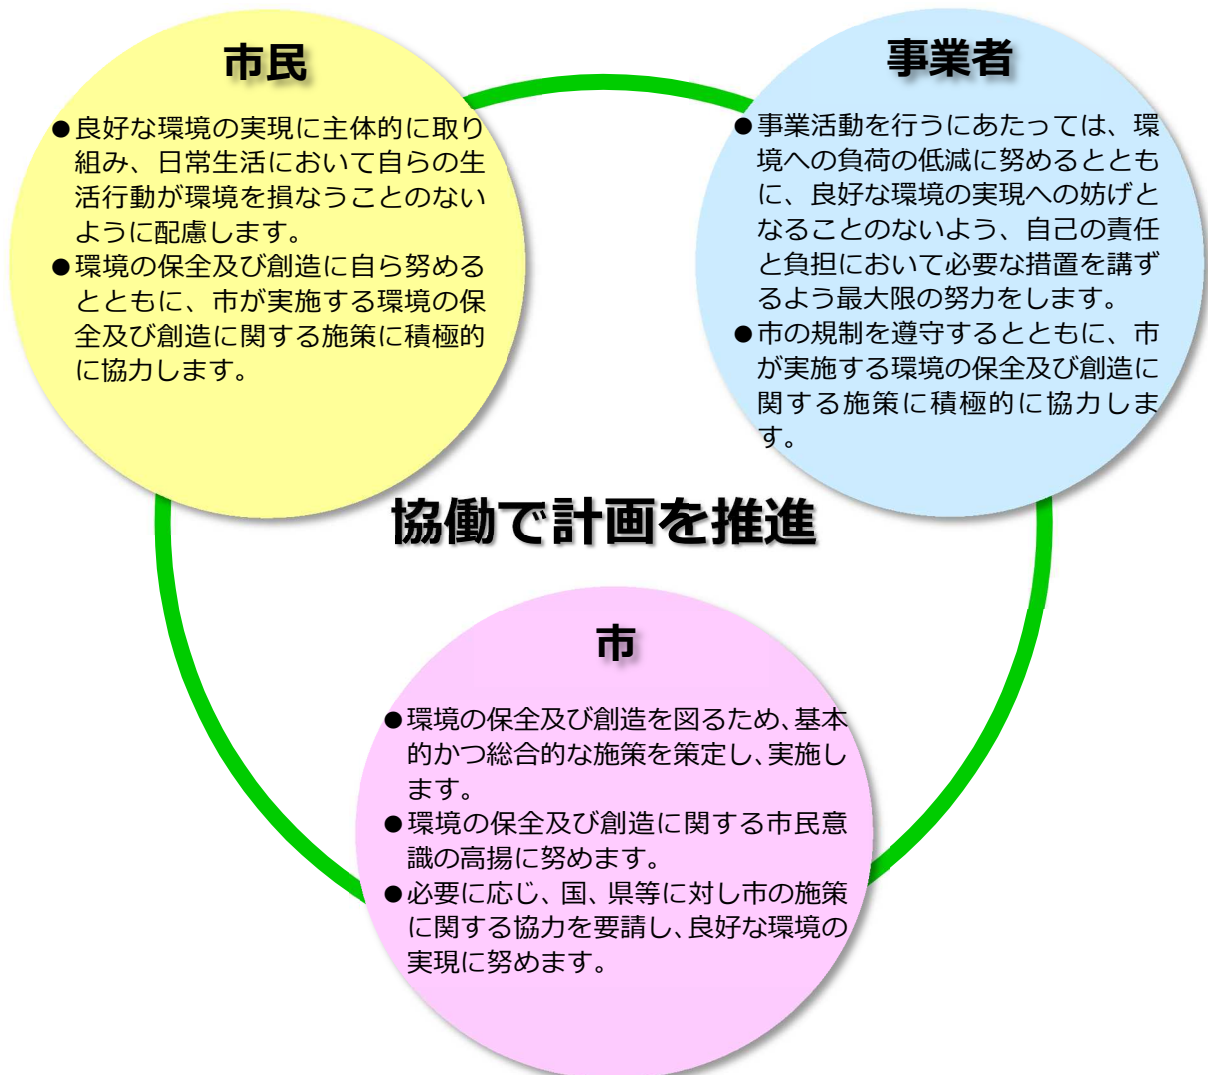 市民
●良好な環境の実現に主体的に取り
組み、日常生活において自らの生
活行動が環境を損なうことのない
ように配慮します。
●環境の保全及び創造に自ら努める
とともに、市が実施する環境の保
全及び創造に関する施策に積極的
に協力します。
事業者
●事業活動を行うにあたっては、環
境への負荷の低減に努めるととも
に、良好な環境の実現への妨げと
なることのないよう、自己の責任
と負担において必要な措置を講ず
るよう最大限の努力をします。
●市の規制を遵守するとともに、市
が実施する環境の保全及び創造に
関する施策に積極的に協力しま
す。
協働で計画を推進
市
●環境の保全及び創造を図るため、基本
的かつ総合的な施策を策定し、実施し
ます。
●環境の保全及び創造に関する市民意
識の高揚に努めます。
●必要に応じ、国、県等に対し市の施策
に関する協力を要請し、良好な環境の
実現に努めます。